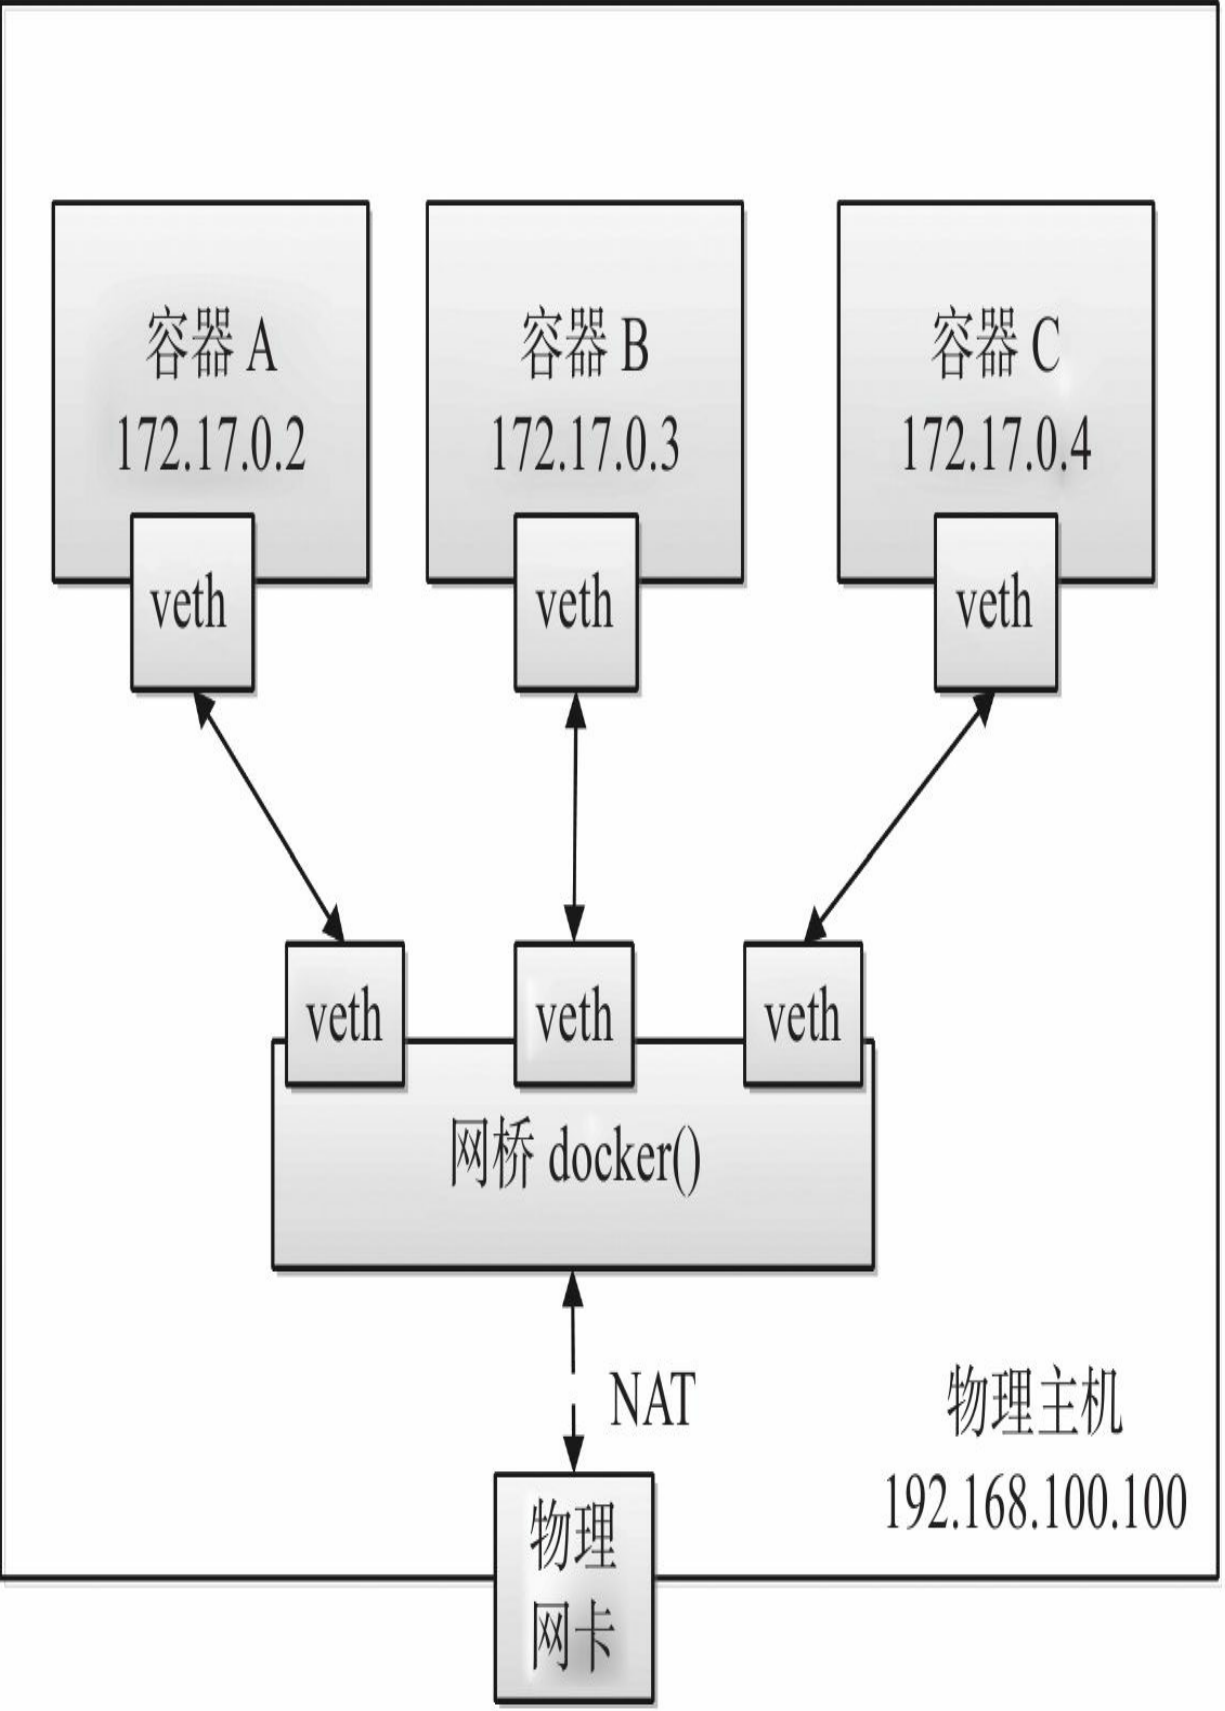 容器 A
172.17.0.2
容器 B
172.17.0.3
容器 C
172.17.0.4
veth
veth
veth
veth
veth
veth
网桥 docker()
NAT
物理主机
192.168.100.100
物理
网卡